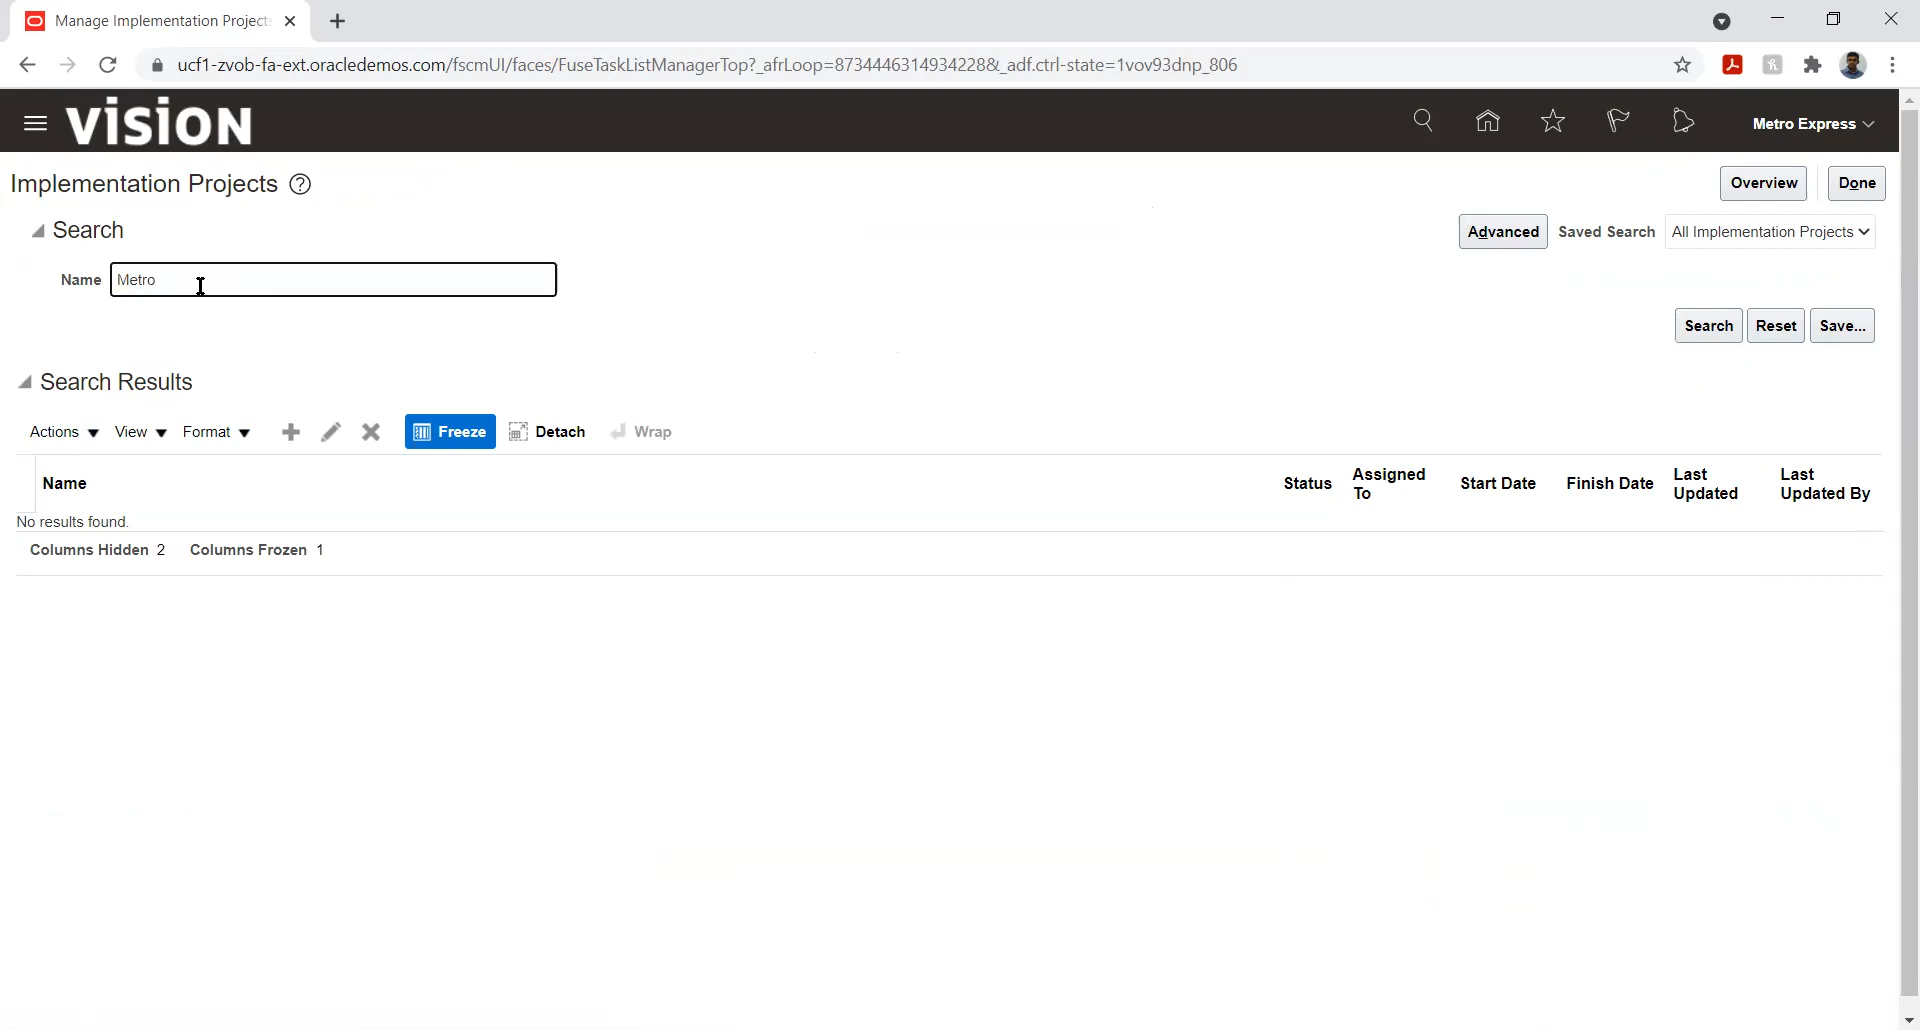 Manage Implementation Project
ucf1-zvob-fa-ext.oracledemos.com/fscmUI/faces/FuseTaskListManagerTop?_afrLoop=8734446314934228&_adf.ctrl-state=1vov93dnp_806
vision
Metro Express
Implementation Projects
Overview
Done
Search
Advanced
Saved Search
All Implementation Projects
Name
Metro
Search
Reset
Save...
Search Results
Actions
View
Format
Freeze
Detach
Wrap
Name
Status
Assigned To
Start Date
Finish Date
Last Updated
Last Updated By
No results found.
Columns Hidden 2
Columns Frozen 1